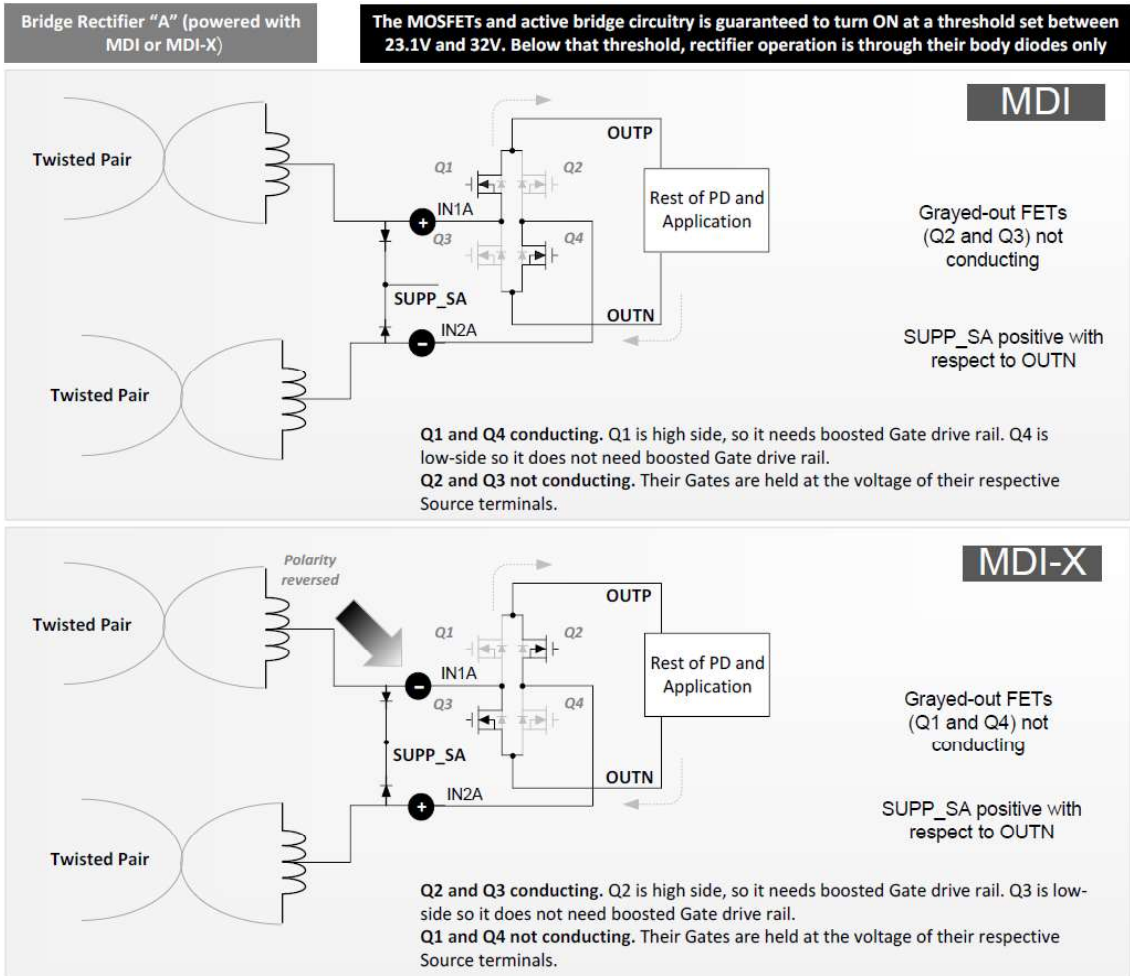 Bridge Rectifier “A” (powered with
MDI or MDI-X)
The MOSFETs and active bridge circuitry is guaranteed to turn ON at a threshold set between
23.1V and 32V. Below that threshold, rectifier operation is through their body diodes only
MDI
OUTP
Twisted Pair
Q1
Q2
Rest of PD and
Application
IN1A
+
Grayed-out FETs
(Q2 and Q3) not
conducting
Q3
Q4
SUPP_SA
OUTN
IN2A
-
SUPP_SA positive with
respect to OUTN
Twisted Pair
Q1 and Q4 conducting. Q1 is high side, so it needs boosted Gate drive rail. Q4 is
low-side so it does not need boosted Gate drive rail.
Q2 and Q3 not conducting. Their Gates are held at the voltage of their respective
Source terminals.
MDI-X
Polarity
reversed
OUTP
Twisted Pair
Q1
Q2
Rest of PD and
Application
IN1A
-
Grayed-out FETs
(Q1 and Q4) not
conducting
Q3
Q4
SUPP_SA
OUTN
IN2A
+
SUPP_SA positive with
respect to OUTN
Twisted Pair
Q2 and Q3 conducting. Q2 is high side, so it needs boosted Gate drive rail. Q3 is low-
side so it does not need boosted Gate drive rail.
Q1 and Q4 not conducting. Their Gates are held at the voltage of their respective
Source terminals.